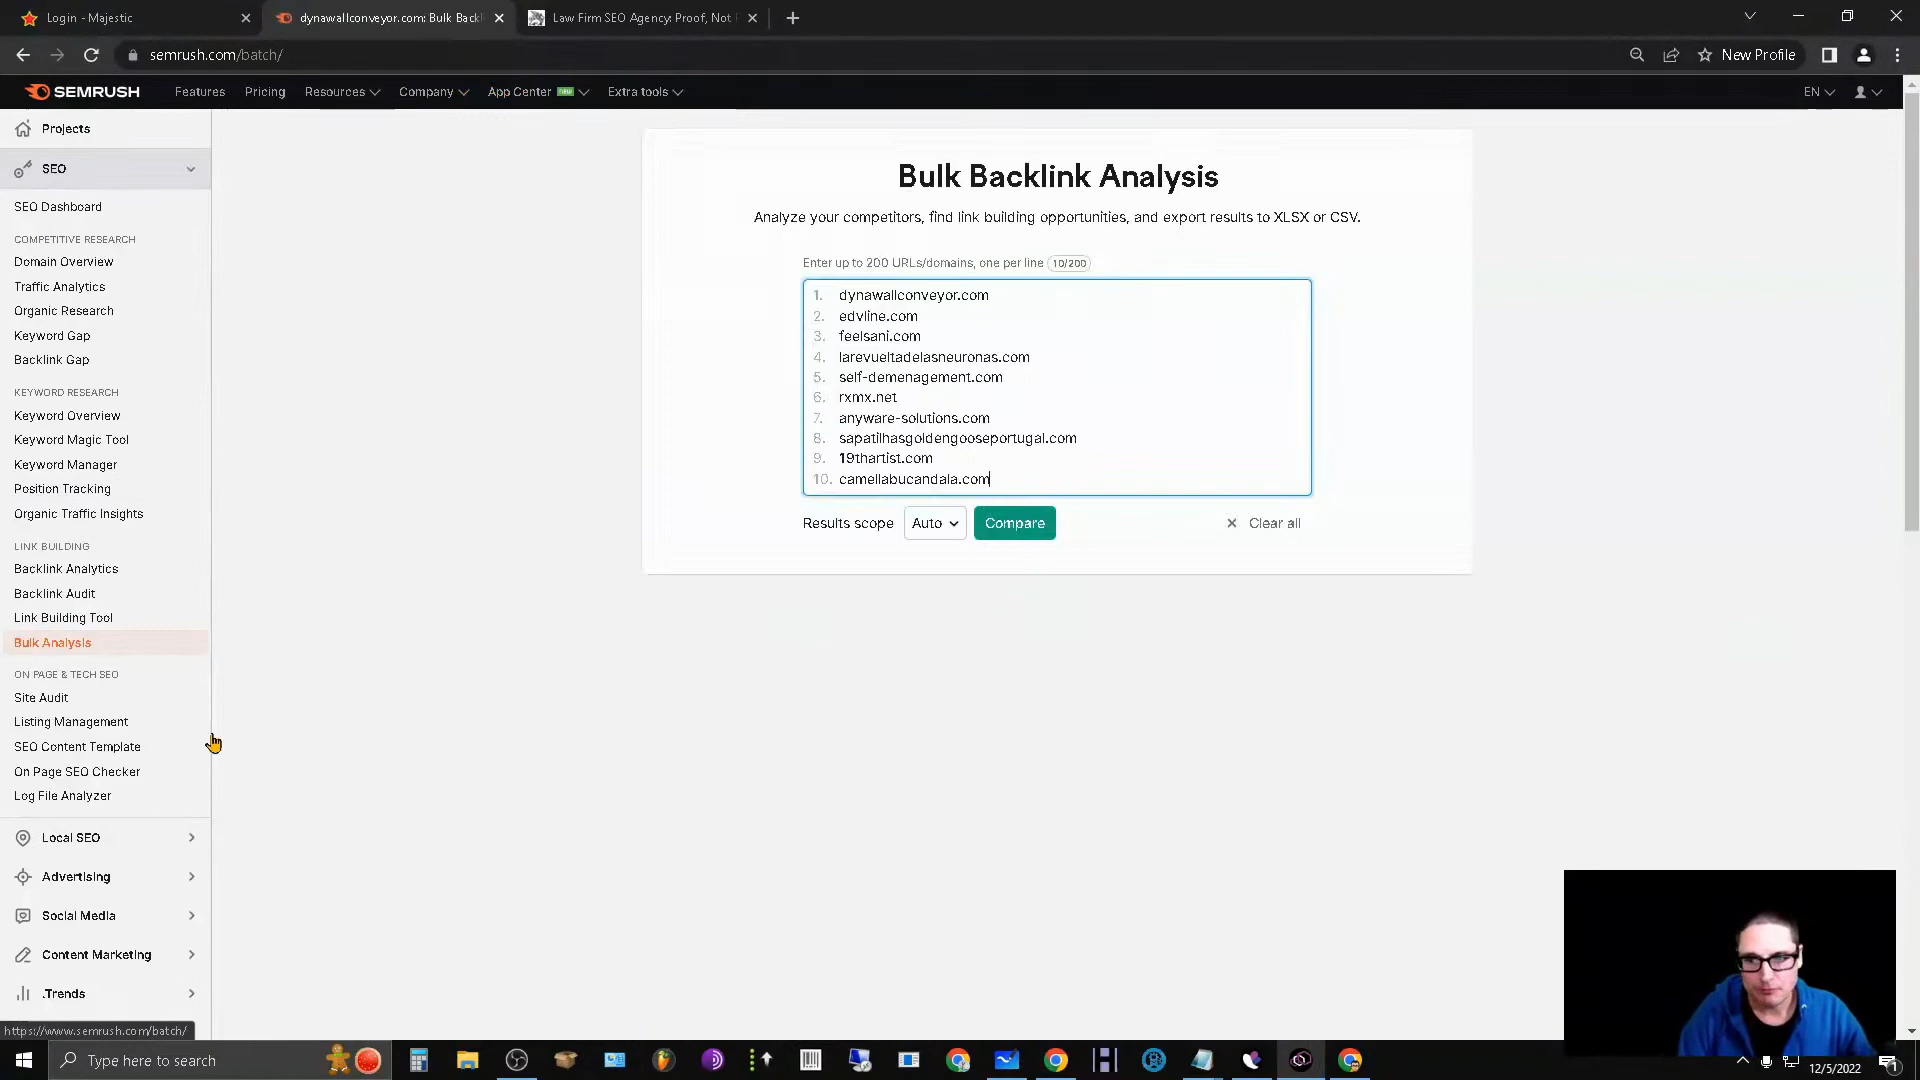 Login - Majestic
dynawallconveyor.com: Bulk Backl
Law Firm SEO Agency: Proof, Not
semrush.com/batch/
New Profile
SEMRUSH
Features
Pricing
Resources
Company
App Center
NEW
Extra tools
EN
Projects
SEO
SEO Dashboard
COMPETITIVE RESEARCH
Domain Overview
Traffic Analytics
Organic Research
Keyword Gap
Backlink Gap
KEYWORD RESEARCH
Keyword Overview
Keyword Magic Tool
Keyword Manager
Position Tracking
Organic Traffic Insights
LINK BUILDING
Backlink Analytics
Backlink Audit
Link Building Tool
Bulk Analysis
ON PAGE & TECH SEO
Site Audit
Listing Management
SEO Content Template
On Page SEO Checker
Log File Analyzer
Local SEO
Advertising
Social Media
Content Marketing
.Trends
https://www.semrush.com/batch/
Bulk Backlink Analysis
Analyze your competitors, find link building opportunities, and export results to XLSX or CSV.
Enter up to 200 URLs/domains, one per line 10/200
1. dynawallconveyor.com
2. edvline.com
3. feelsani.com
4. larevueltadelasneuronas.com
5. self-demenagement.com
6. rxmx.net
7. anyware-solutions.com
8. sapatilhasgoldengooseportugal.com
9. 19thartist.com
10. camellabucandala.com
Results scope
Auto
Compare
Clear all
Type here to search
12/5/2022
1